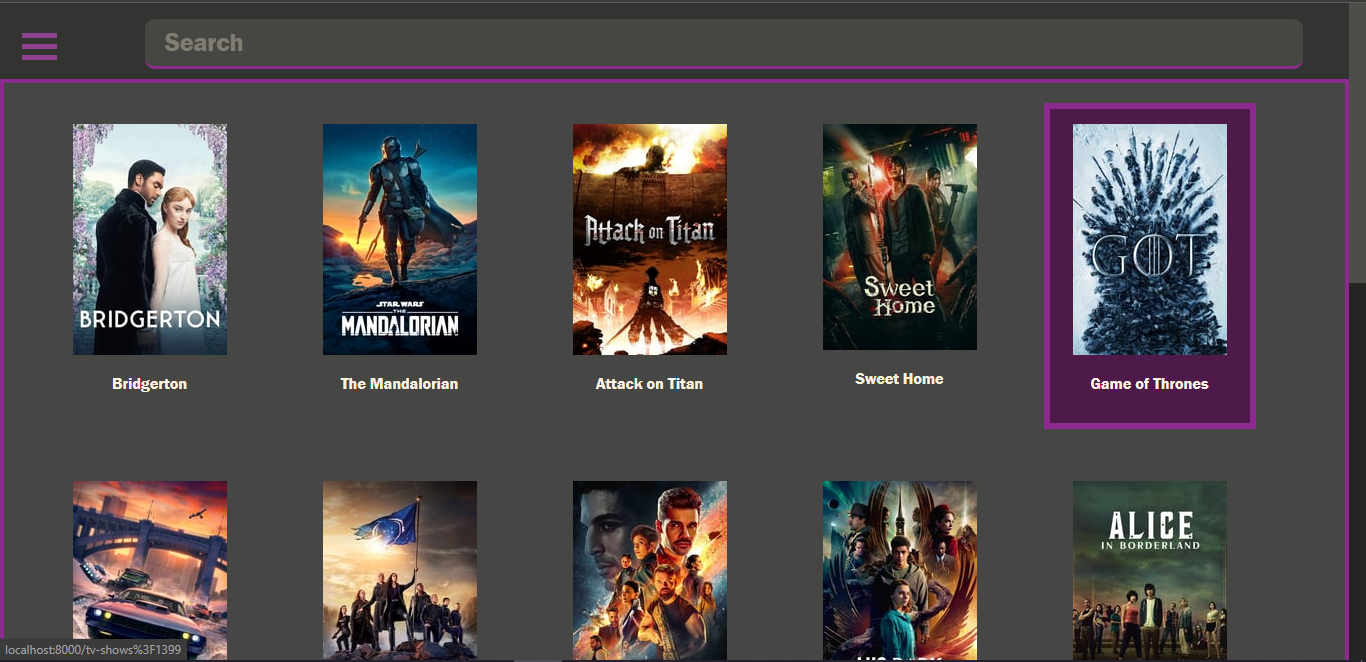 Search
BRIDGERTON
STAR WARS
THE
MANDALORIAN
Attack on Titan
Sweet
Home
GOT
Bridgerton
The Mandalorian
Attack on Titan
Sweet Home
Game of Thrones
ALICE
IN BORDERLAND
localhost:8000/tv-shows%3F1399